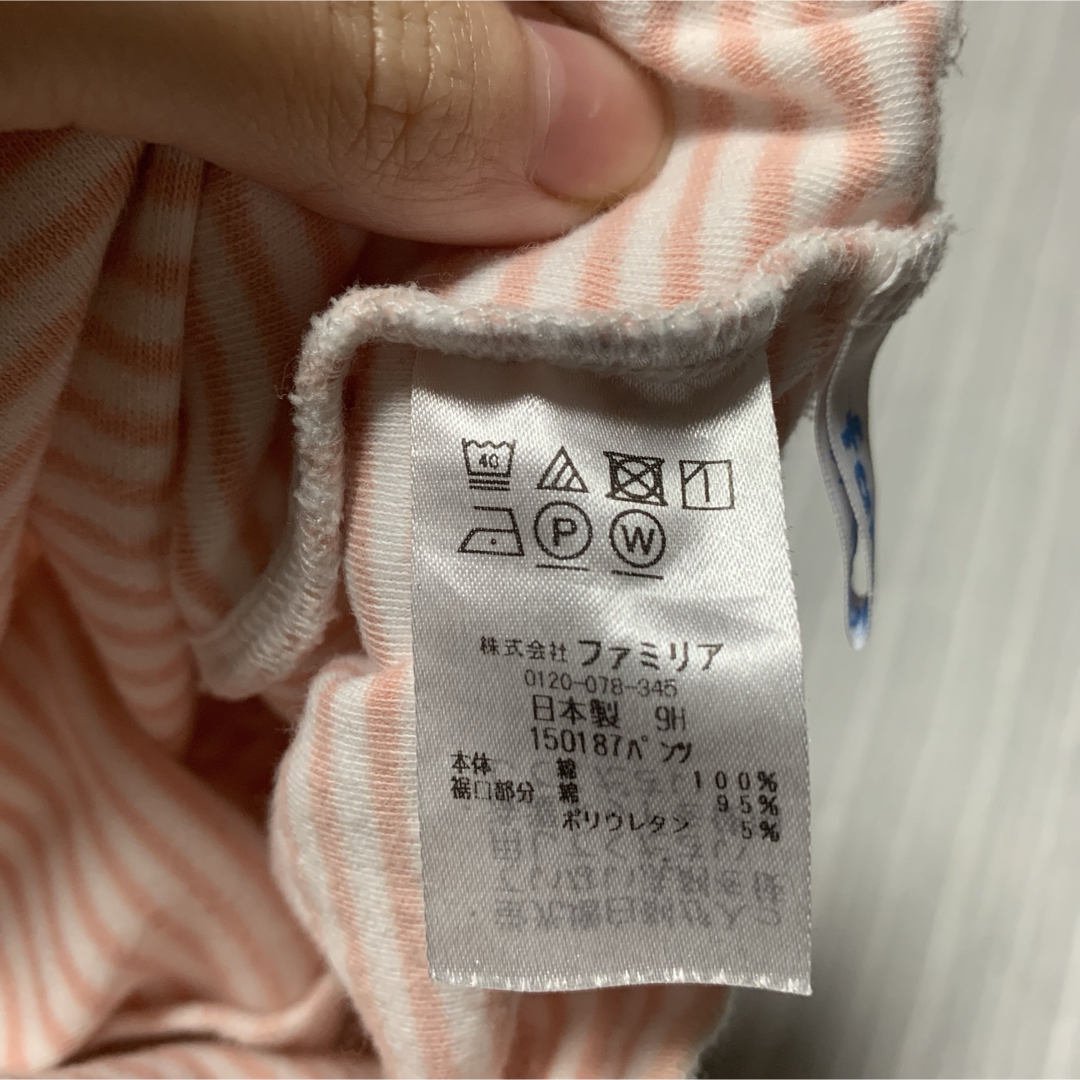 40
P W
株式会社 ファミリア
0120-078-345
日本製 9H
150187パンツ
本体 綿 100%
裾口部分 綿 95%
ポリウレタン 5%